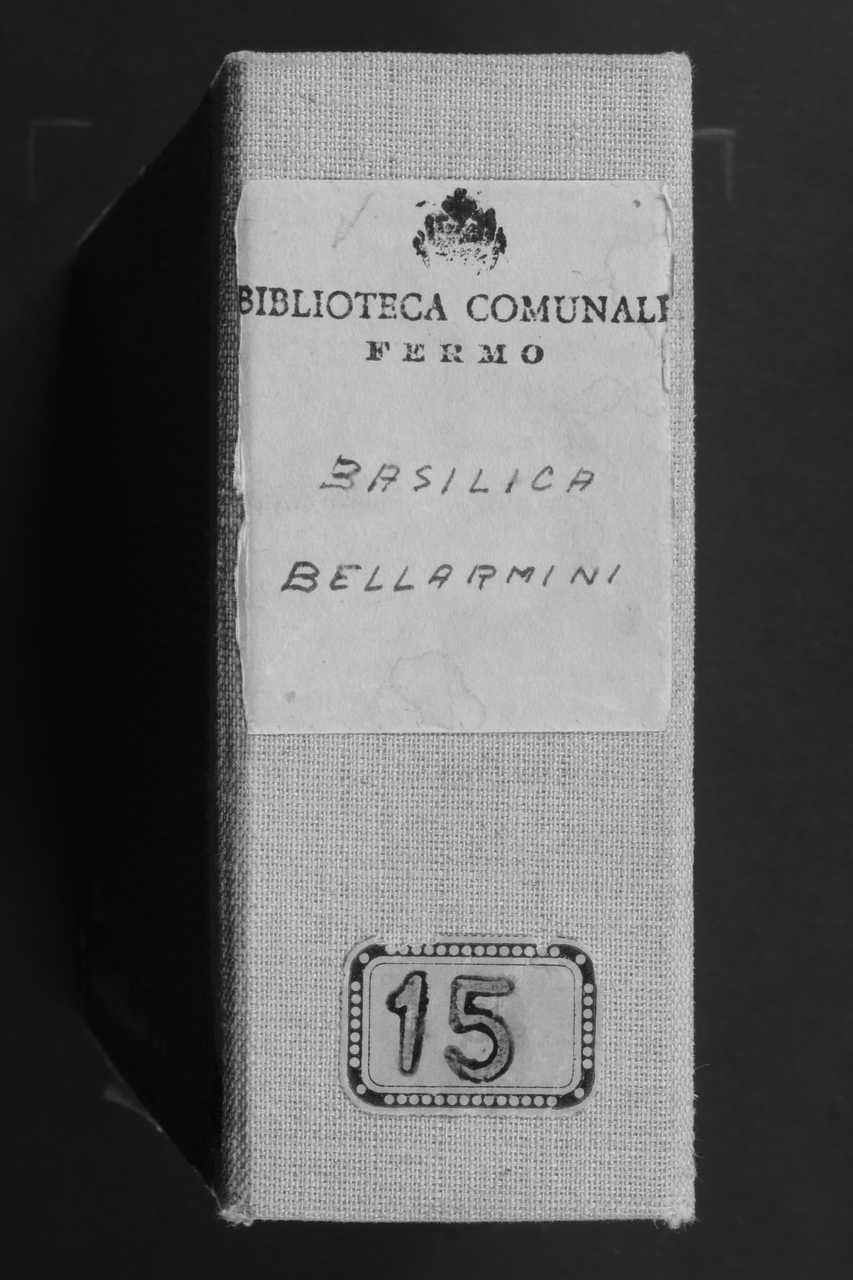 BIBLIOTECA COMUNALE
FERMO
BASILICA
BELLARMINI
15